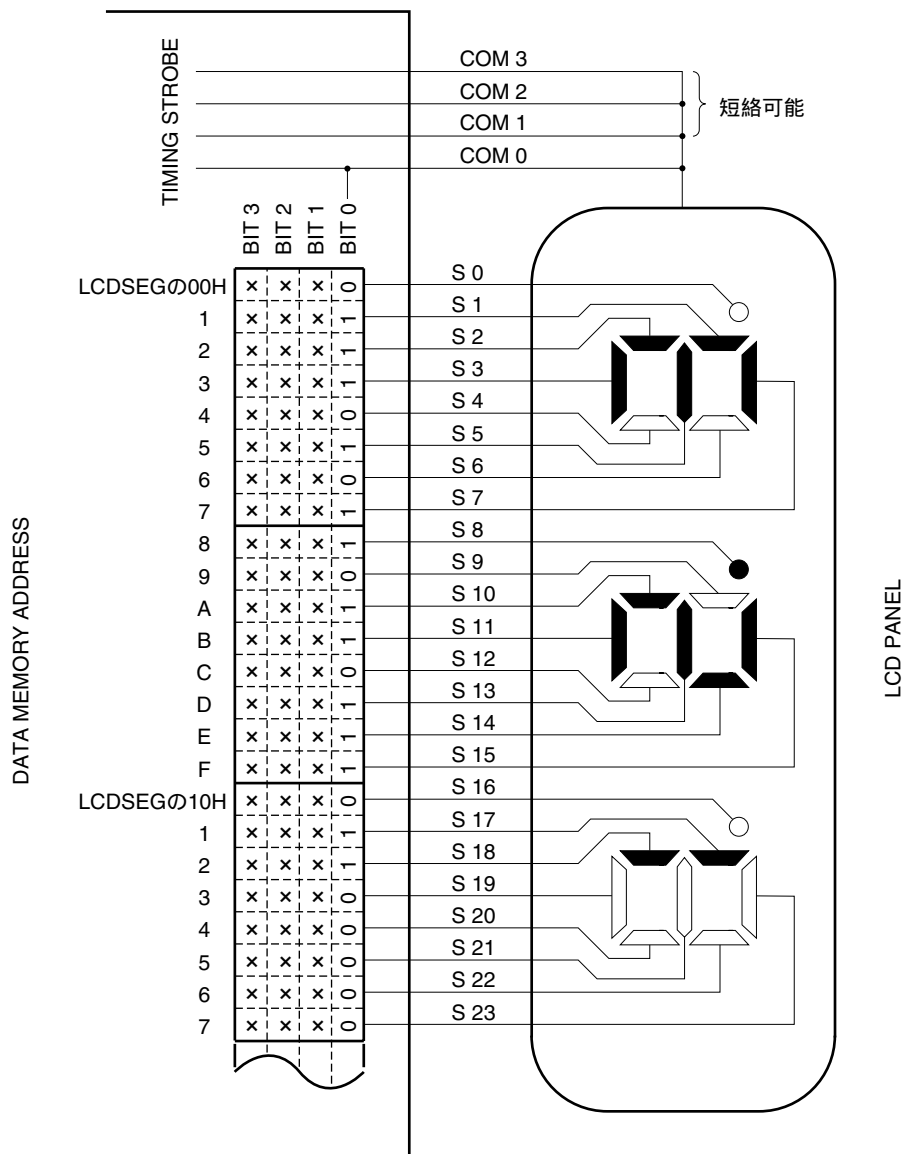 TIMING STROBE
COM 3
COM 2
COM 1
COM 0
短絡可能
BIT 3
BIT 2
BIT 1
BIT 0
LCDSEGの00H × × × 0 S 0
1 × × × 1 S 1
2 × × × 1 S 2
3 × × × 1 S 3
4 × × × 0 S 4
5 × × × 1 S 5
6 × × × 0 S 6
7 × × × 1 S 7
8 × × × 1 S 8
9 × × × 0 S 9
A × × × 1 S 10
B × × × 1 S 11
C × × × 0 S 12
D × × × 1 S 13
E × × × 1 S 14
F × × × 1 S 15
LCDSEGの10H × × × 0 S 16
1 × × × 1 S 17
2 × × × 1 S 18
3 × × × 0 S 19
4 × × × 0 S 20
5 × × × 0 S 21
6 × × × 0 S 22
7 × × × 0 S 23
DATA MEMORY ADDRESS
LCD PANEL